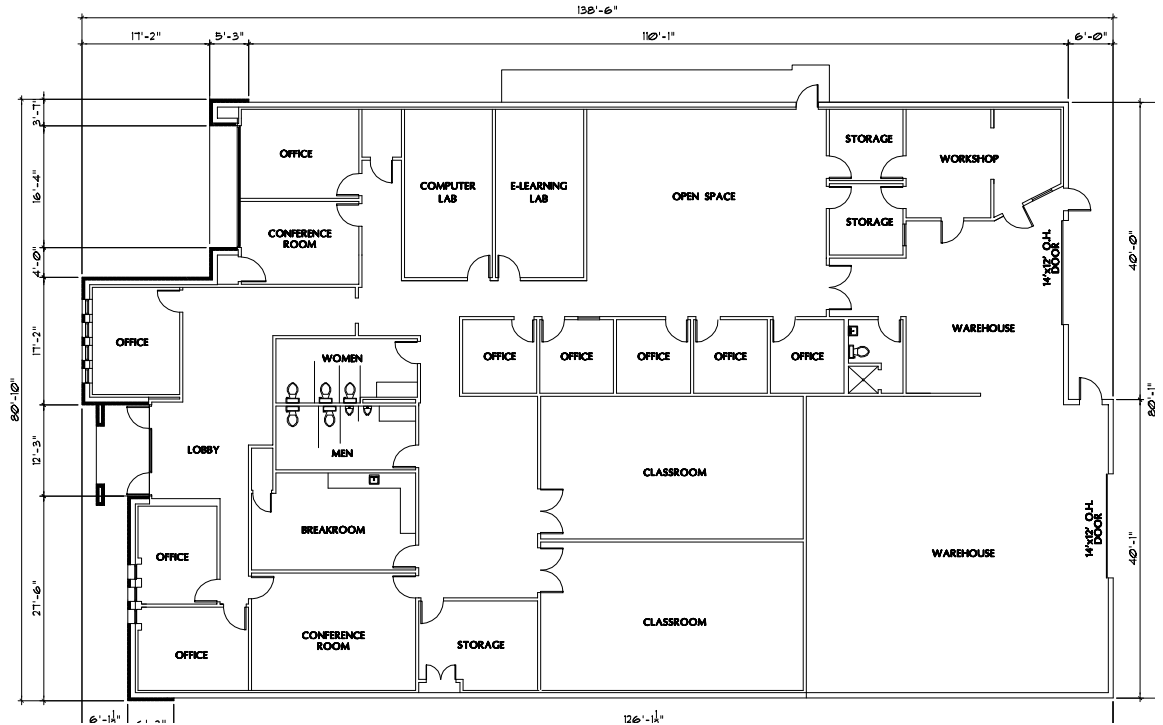 138'-6"
17'-2" 5'-3" 110'-1" 6'-0"
3'-7"
16'-4"
4'-0"
17'-2"
12'-3"
27'-6"
80'-10"
40'-0"
40'-1"
80'-1"
OFFICE
CONFERENCE
ROOM
COMPUTER
LAB
E-LEARNING
LAB
OPEN SPACE
STORAGE
STORAGE
WORKSHOP
14'x12' O.H.
DOOR
WAREHOUSE
OFFICE
WOMEN
OFFICE
OFFICE
OFFICE
OFFICE
OFFICE
LOBBY
MEN
BREAKROOM
CLASSROOM
WAREHOUSE
14'x12' O.H.
DOOR
OFFICE
OFFICE
CONFERENCE
ROOM
STORAGE
CLASSROOM
6'-1½" 126'-1½"